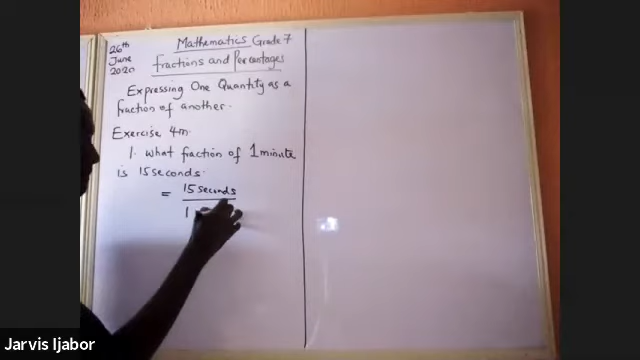 26th
June
2020
Mathematics Grade 7
fractions and Percentages
Expressing One Quantity as a
fraction of another.
Exercise 4m
1. What fraction of 1 minute
is 15 seconds.
= 15 seconds
1
Jarvis Ijabor